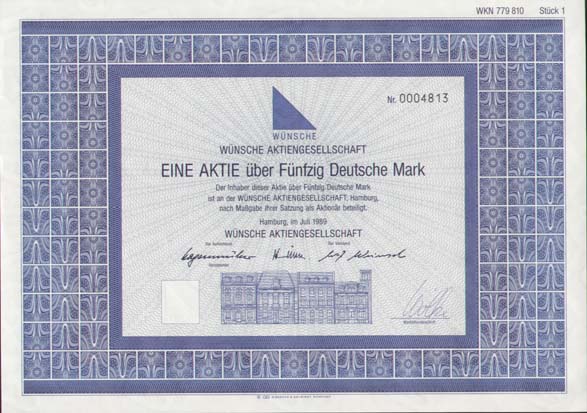 WKN 779 810 Stück 1
Nr. 0004813
WÜNSCHE
WÜNSCHE AKTIENGESELLSCHAFT
EINE AKTIE über Fünfzig Deutsche Mark
Der Inhaber dieser Aktie über Fünfzig Deutsche Mark
ist an der WÜNSCHE AKTIENGESELLSCHAFT, Hamburg,
nach Maßgabe ihrer Satzung als Aktionär beteiligt.
Hamburg, im Juli 1989
WÜNSCHE AKTIENGESELLSCHAFT
Der Aufsichtsrat Der Vorstand
Vorsitzender